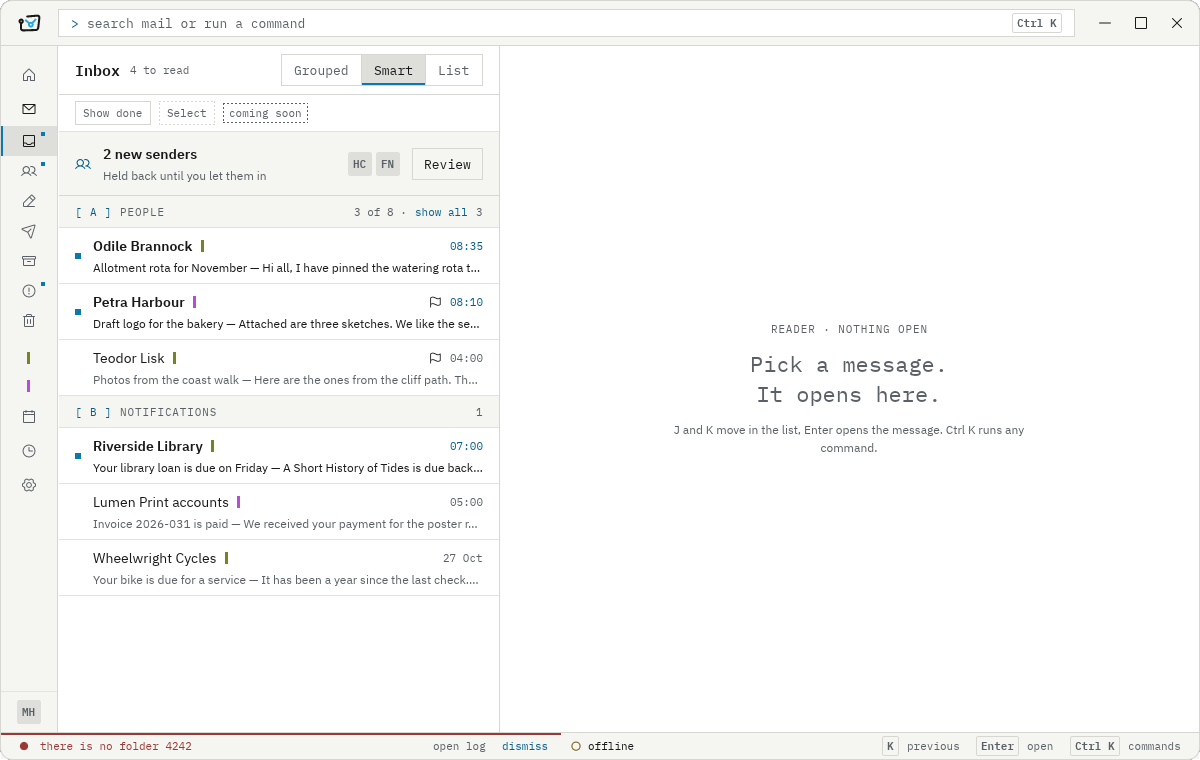 > search mail or run a command
Ctrl K
Inbox 4 to read
Grouped Smart List
Show done Select coming soon
2 new senders
Held back until you let them in
HC FN Review
[ A ] PEOPLE 3 of 8 · show all 3
Odile Brannock 08:35
Allotment rota for November — Hi all, I have pinned the watering rota t…
Petra Harbour 08:10
Draft logo for the bakery — Attached are three sketches. We like the se…
Teodor Lisk 04:00
Photos from the coast walk — Here are the ones from the cliff path. Th…
[ B ] NOTIFICATIONS 1
Riverside Library 07:00
Your library loan is due on Friday — A Short History of Tides is due back…
Lumen Print accounts 05:00
Invoice 2026-031 is paid — We received your payment for the poster r…
Wheelwright Cycles 27 Oct
Your bike is due for a service — It has been a year since the last check.…
READER · NOTHING OPEN
Pick a message.
It opens here.
J and K move in the list, Enter opens the message. Ctrl K runs any
command.
MH
there is no folder 4242 open log dismiss offline K previous Enter open Ctrl K commands